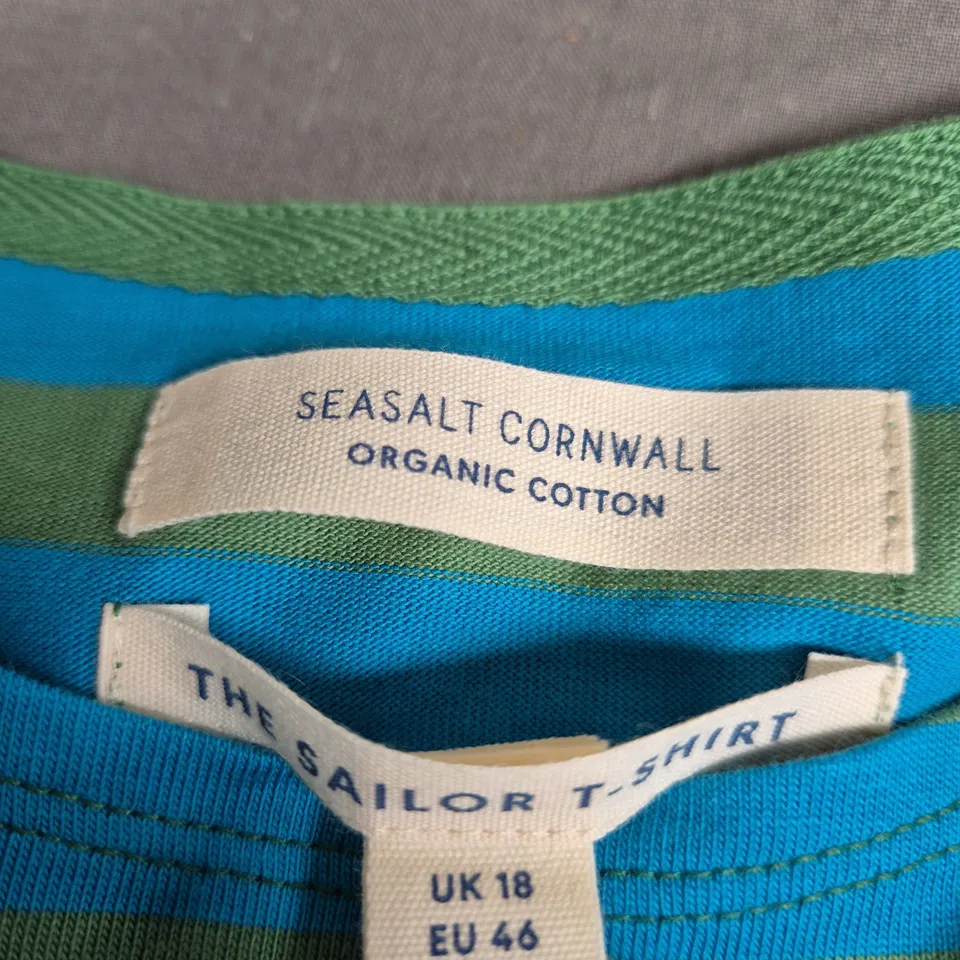 SEASALT CORNWALL
ORGANIC COTTON
THE SAILOR T-SHIRT
UK 18
EU 46